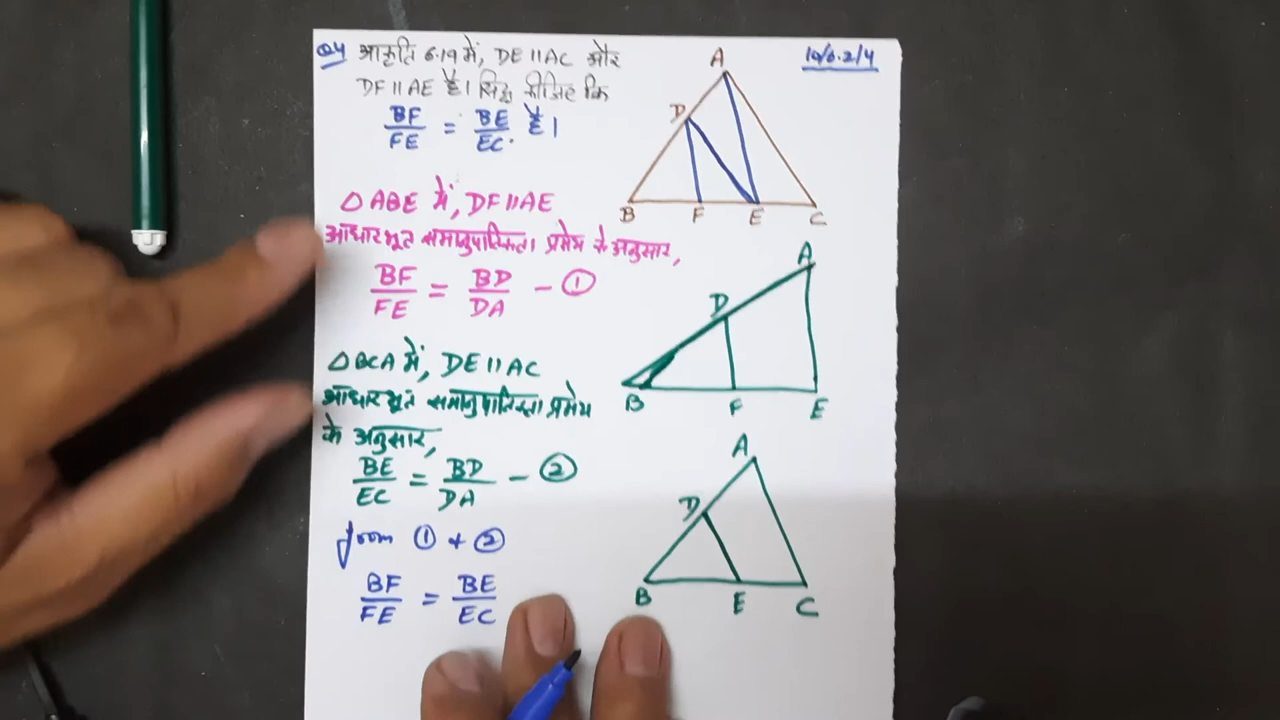 Q4 आकृति 6.19 में, DE || AC और
DF || AE है। सिद्ध कीजिए कि
BF/FE = BE/EC है।
10/6.2/4
A
D
B F E C
△ABE में, DF || AE
आधारभूत समानुपातिकता प्रमेय के अनुसार,
BF/FE = BD/DA - ①
A
D
B F E
△BCA में, DE || AC
आधारभूत समानुपातिकता प्रमेय
के अनुसार,
BE/EC = BD/DA - ②
A
D
B E C
from ① + ②
BF/FE = BE/EC